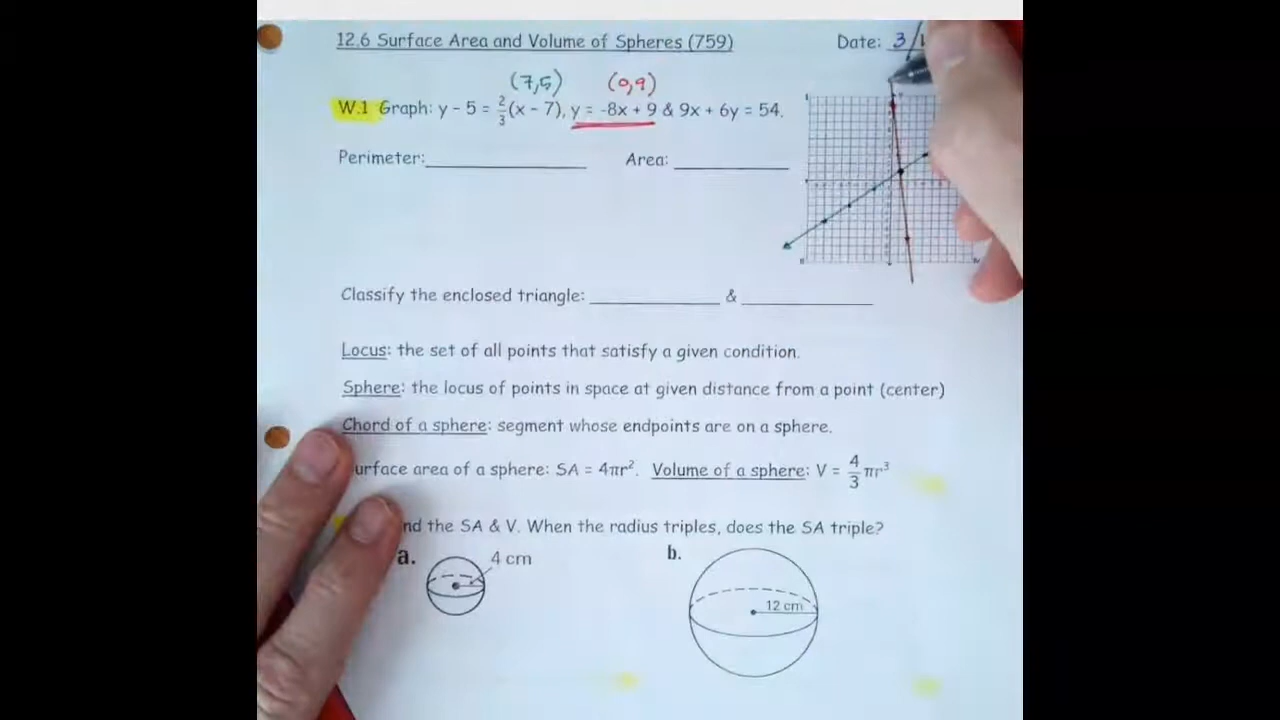 12.6 Surface Area and Volume of Spheres (759) Date: 3/
(7,5) (0,9)
W.1 Graph: y - 5 = 2/3(x - 7), y = -8x + 9 & 9x + 6y = 54.
Perimeter: Area:
Classify the enclosed triangle: &
Locus: the set of all points that satisfy a given condition.
Sphere: the locus of points in space at given distance from a point (center)
Chord of a sphere: segment whose endpoints are on a sphere.
urface area of a sphere: SA = 4πr². Volume of a sphere: V = 4/3 πr³
nd the SA & V. When the radius triples, does the SA triple?
a. 4 cm b.
12 cm